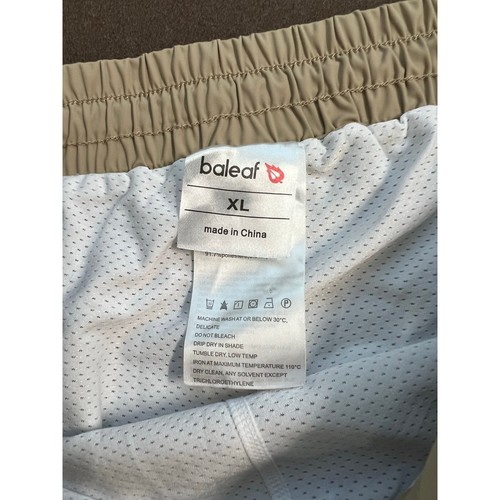 baleaf
XL
made in China
MACHINE WASH AT OR BELOW 30°C,
DELICATE
DO NOT BLEACH
DRIP DRY IN SHADE
TUMBLE DRY, LOW TEMP
IRON AT MAXIMUM TEMPERATURE 110°C
DRY CLEAN, ANY SOLVENT EXCEPT
TRICHLOROETHYLENE